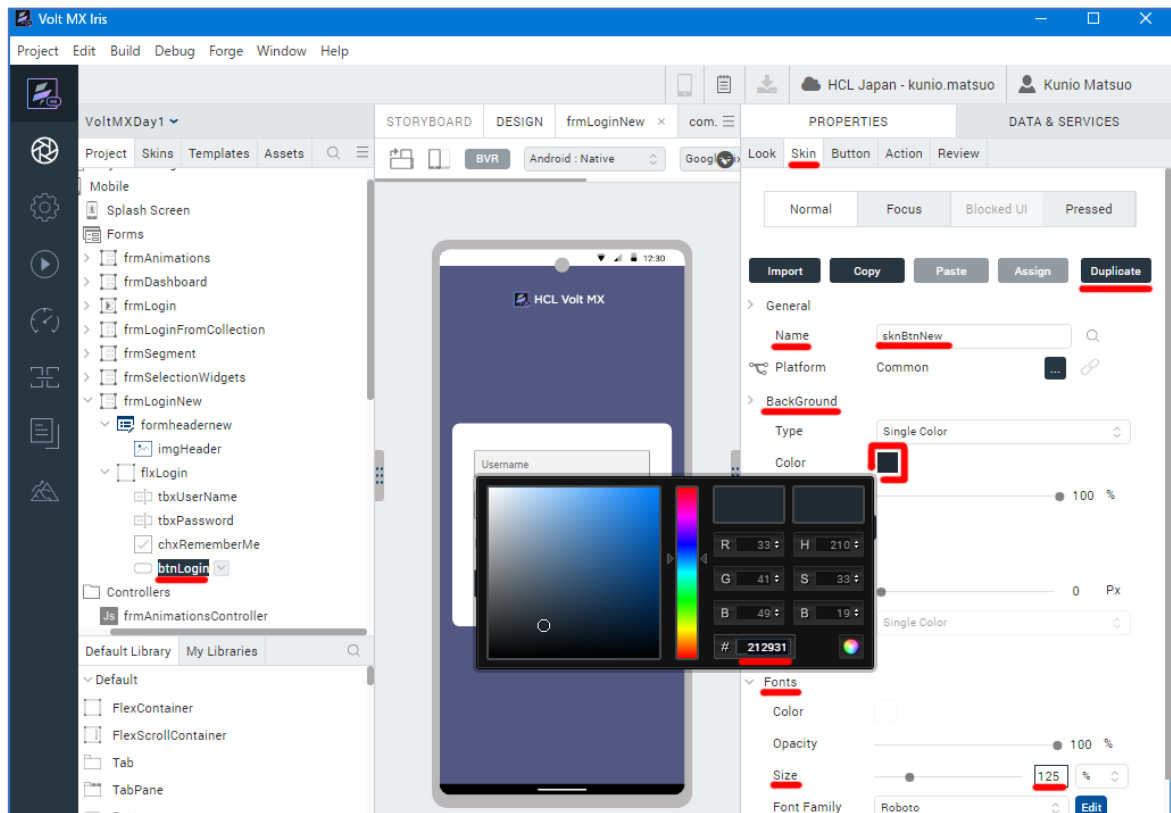 Volt MX Iris
Project Edit Build Debug Forge Window Help
HCL Japan - kunio.matsuo Kunio Matsuo
VoltMXDay1
STORYBOARD DESIGN frmLoginNew × com.
PROPERTIES DATA & SERVICES
Project Skins Templates Assets
BVR Android : Native
Look Skin Button Action Review
Mobile
Splash Screen
Forms
frmAnimations
frmDashboard
frmLogin
frmLoginFromCollection
frmSegment
frmSelectionWidgets
frmLoginNew
formheadernew
imgHeader
flxLogin
tbxUserName
tbxPassword
chxRememberMe
btnLogin
Controllers
Js frmAnimationsController
Default Library My Libraries
Default
FlexContainer
FlexScrollContainer
Tab
TabPane
12:30
HCL Volt MX
Username
R 33 H 210
G 41 S 33
B 49 B 19
# 212931
Normal Focus Blocked UI Pressed
Import Copy Paste Assign Duplicate
General
Name sknBtnNew
Platform Common ...
BackGround
Type Single Color
Color
100 %
0 Px
Single Color
Fonts
Color
Opacity 100 %
Size 125 %
Font Family Roboto Edit